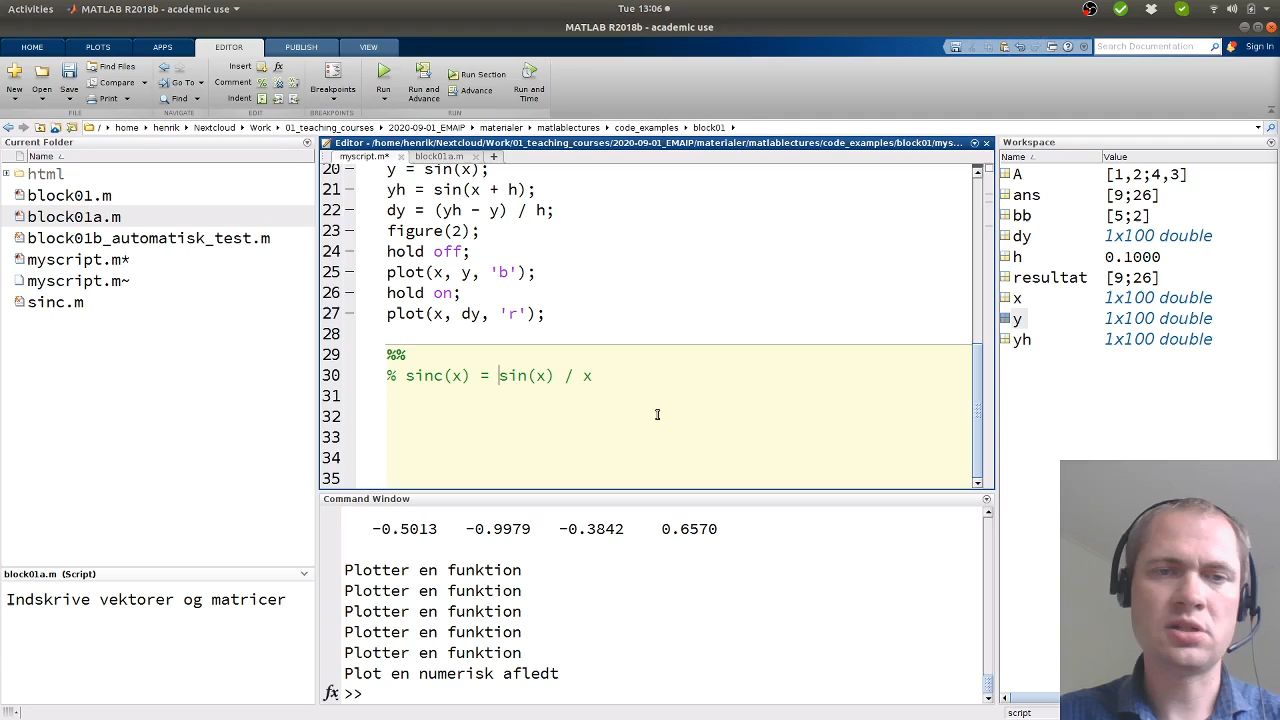 Activities MATLAB R2018b - academic use Tue 13:06
MATLAB R2018b - academic use
HOME PLOTS APPS EDITOR PUBLISH VIEW Search Documentation Sign In
New Open Save Find Files Compare Print Go To Find Insert fx Comment Indent Breakpoints Run Run and Advance Run Section Advance Run and Time
FILE NAVIGATE EDIT BREAKPOINTS RUN
/ home henrik Nextcloud Work 01_teaching_courses 2020-09-01_EMAIP materialer matlablectures code_examples block01
Current Folder
Name
html
block01.m
block01a.m
block01b_automatisk_test.m
myscript.m*
myscript.m~
sinc.m
block01a.m (Script)
Indskrive vektorer og matricer
Editor - /home/henrik/Nextcloud/Work/01_teaching_courses/2020-09-01_EMAIP/materialer/matlablectures/code_examples/block01/mys...
myscript.m* block01a.m
20 y = sin(x);
21 yh = sin(x + h);
22 dy = (yh - y) / h;
23 figure(2);
24 hold off;
25 plot(x, y, 'b');
26 hold on;
27 plot(x, dy, 'r');
28
29 %%
30 % sinc(x) = sin(x) / x
31
32
33
34
35
Command Window
-0.5013 -0.9979 -0.3842 0.6570
Plotter en funktion
Plotter en funktion
Plotter en funktion
Plotter en funktion
Plotter en funktion
Plot en numerisk afledt
fx >>
Workspace
Name Value
A [1,2;4,3]
ans [9;26]
bb [5;2]
dy 1x100 double
h 0.1000
resultat [9;26]
x 1x100 double
y 1x100 double
yh 1x100 double
script